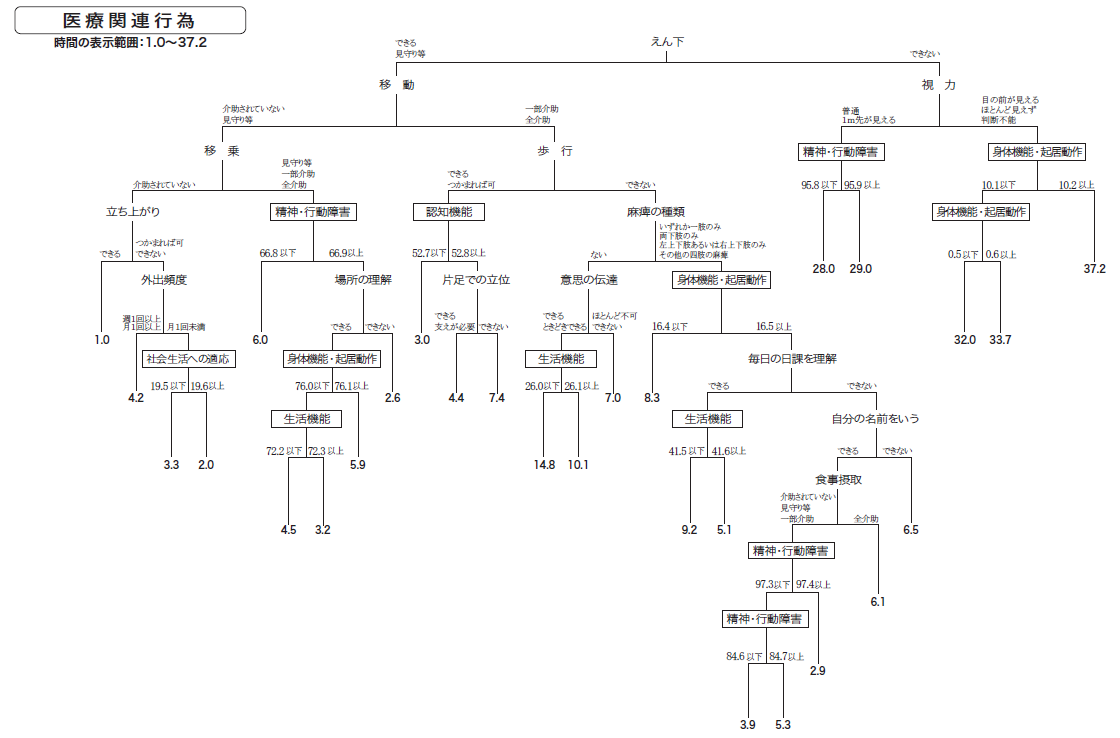 医療関連行為
時間の表示範囲:1.0~37.2
えん下
できる
見守り等
できない
移 動
視 力
介助されていない
見守り等
一部介助
全介助
普通
1m先が見える
目の前が見える
ほとんど見えず
判断不能
移 乗
歩 行
精神・行動障害
身体機能・起居動作
介助されていない
見守り等
一部介助
全介助
できる
つかまれば可
できない
95.8以下
95.9以上
10.1以下
10.2以上
立ち上がり
精神・行動障害
認知機能
麻痺の種類
身体機能・起居動作
できる
つかまれば可
できない
66.8以下
66.9以上
52.7以下
52.8以上
ない
いずれか一肢のみ
両下肢のみ
左上下肢あるいは右上下肢のみ
その他の四肢の麻痺
28.0
29.0
0.5以下
0.6以上
37.2
外出頻度
場所の理解
片足での立位
意思の伝達
身体機能・起居動作
1.0
週1回以上
月1回以上
月1回未満
6.0
できる
できない
3.0
できる
支えが必要
できない
できる
ときどきできる
ほとんど不可
できない
16.4以下
16.5以上
32.0
33.7
社会生活への適応
身体機能・起居動作
生活機能
毎日の日課を理解
4.2
19.5以下
19.6以上
76.0以下
76.1以上
2.6
4.4
7.4
26.0以下
26.1以上
7.0
8.3
できる
できない
生活機能
生活機能
自分の名前をいう
3.3
2.0
72.2以下
72.3以上
5.9
14.8
10.1
41.5以下
41.6以上
できる
できない
食事摂取
4.5
3.2
9.2
5.1
介助されていない
見守り等
一部介助
全介助
6.5
精神・行動障害
97.3以下
97.4以上
6.1
精神・行動障害
84.6以下
84.7以上
2.9
3.9
5.3